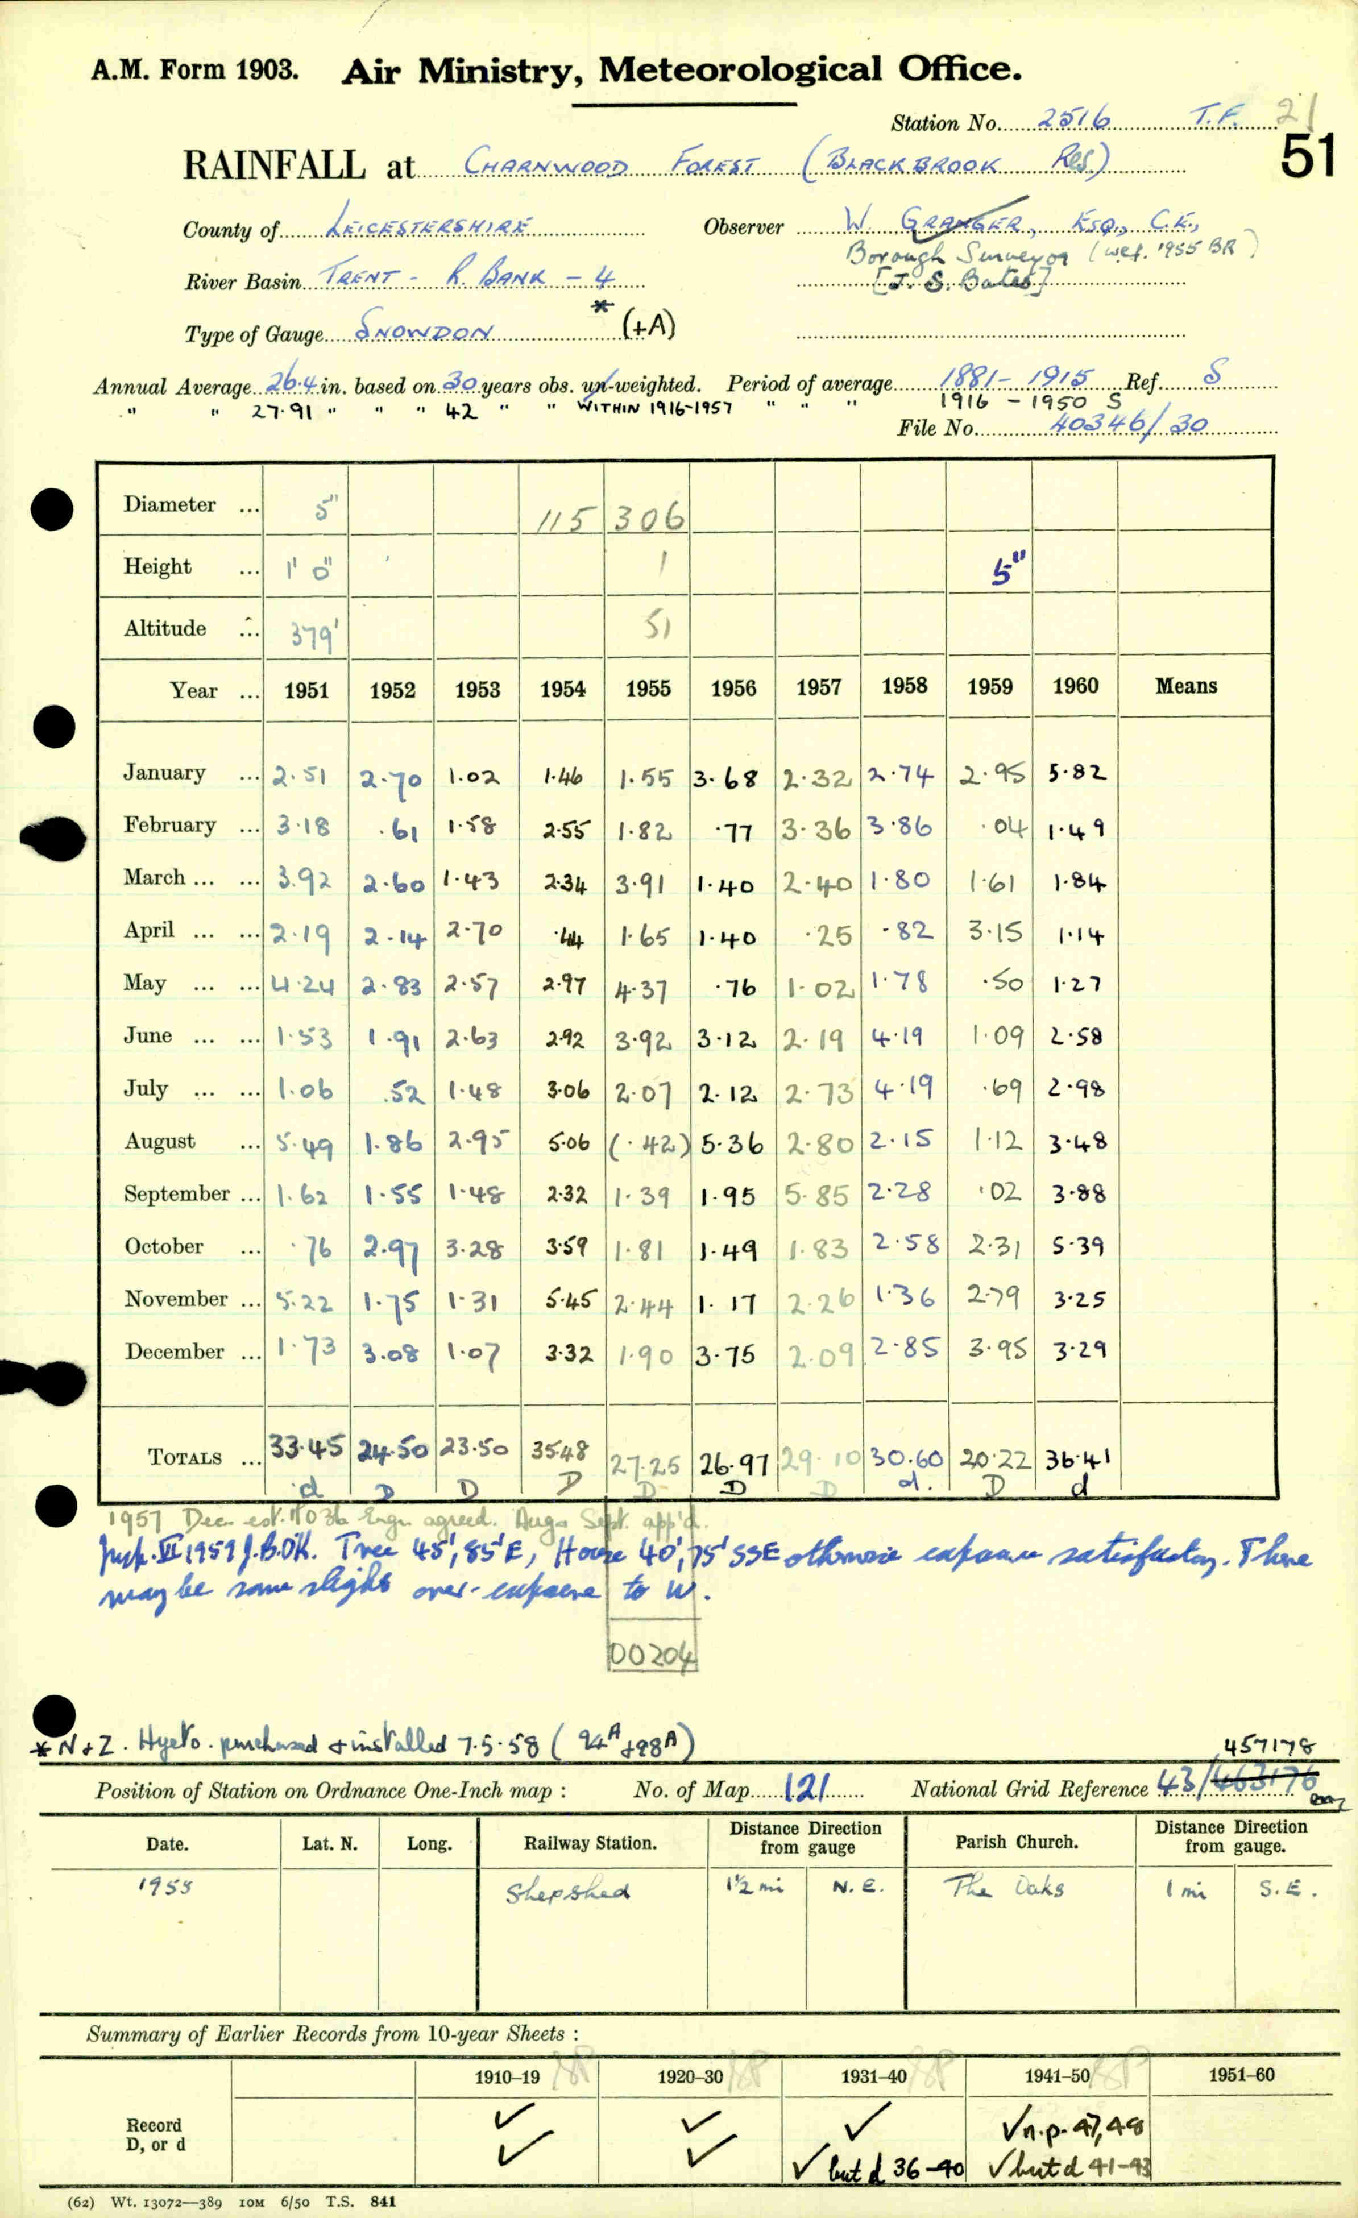 A.M. Form 1903. Air Ministry, Meteorological Office.
Station No. 2516 T.F. 21
51
RAINFALL at CHARNWOOD FOREST (BLACKBROOK Res)
County of LEICESTERSHIRE Observer W. GRANGER, ESQ., C.E.,
Borough Surveyor (wef. 1955 BR)
River Basin TRENT - R. BANK - 4 [J. S. Bates]
Type of Gauge SNOWDON * (+A)
Annual Average 26.4 in. based on 30 years obs. un-weighted. Period of average 1881-1915 Ref. S
" " 27.91 " " " 42 " " WITHIN 1916-1957 " " " 1916 - 1950 S
File No. 40346/30
Diameter ... 5" 115 306
Height ... 1' 0" 1 5"
Altitude ... 379' 51
Year ... 1951 1952 1953 1954 1955 1956 1957 1958 1959 1960 Means
January ... 2.51 2.70 1.02 1.46 1.55 3.68 2.32 2.74 2.95 5.82
February ... 3.18 .61 1.58 2.55 1.82 .77 3.36 3.86 .04 1.49
March ... ... 3.92 2.60 1.43 2.34 3.91 1.40 2.40 1.80 1.61 1.84
April ... ... 2.19 2.14 2.70 .44 1.65 1.40 .25 .82 3.15 1.14
May ... ... 4.24 2.83 2.57 2.97 4.37 .76 1.02 1.78 .50 1.27
June ... ... 1.53 1.91 2.63 2.92 3.92 3.12 2.19 4.19 1.09 2.58
July ... ... 1.06 .52 1.48 3.06 2.07 2.12 2.73 4.19 .69 2.98
August ... 5.49 1.86 2.95 5.06 (.42) 5.36 2.80 2.15 1.12 3.48
September ... 1.62 1.55 1.48 2.32 1.39 1.95 5.85 2.28 .02 3.88
October ... .76 2.97 3.28 3.59 1.81 1.49 1.83 2.58 2.31 5.39
November ... 5.22 1.75 1.31 5.45 2.44 1.17 2.26 1.36 2.79 3.25
December ... 1.73 3.08 1.07 3.32 1.90 3.75 2.09 2.85 3.95 3.29
TOTALS ... 33.45 24.50 23.50 35.48 27.25 26.97 29.10 30.60 20.22 36.41
d D D D D D D d. D d
1957 Dec. est. Engr agreed. Aug Sept. app'd.
Insp. VI 1959 J.B. OK. Tree 45', 85' E, House 40', 75' SSE otherwise exposure satisfactory. There
may be some slight over-exposure to W.
00204
* N+Z. Hyeto. purchased + installed 7.5.58 (94A +98A)
457178
Position of Station on Ordnance One-Inch map : No. of Map 121 National Grid Reference 43/463176
Date. Lat. N. Long. Railway Station. Distance Direction from gauge Parish Church. Distance Direction from gauge.
1955 Shepshed 1½ mi N.E. The Oaks 1 mi S.E.
Summary of Earlier Records from 10-year Sheets :
1910–19 1920–30 1931–40 1941–50 1951–60
Record ✓ ✓ ✓ ✓ n.p. 47,48
D, or d ✓ ✓ ✓ but d 36-40 ✓ but d 41-43
(62) Wt. 13072—389 10M 6/50 T.S. 841